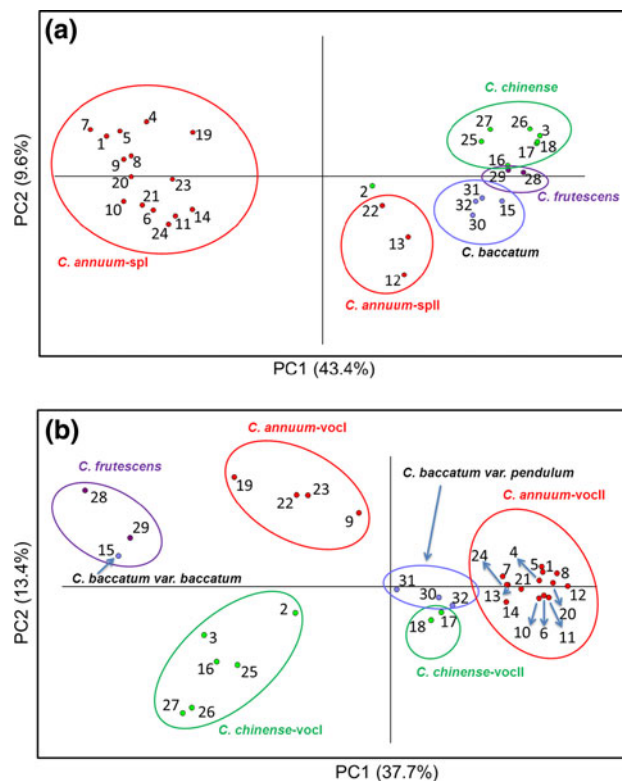 (a)
C. chinense
27 26 3
25 17 18
16
29 28
C. frutescens
31
32 15
30
C. baccatum
2
22
13
12
C. annuum-spII
4
7 1 5 19
9 8
20 23
21
10 6 14
11
24
C. annuum-spI
PC2 (9.6%)
PC1 (43.4%)
(b)
C. annuum-vocI
C. frutescens
C. baccatum var. pendulum
C. annuum-vocII
19
22 23
9
28
29
15
C. baccatum var. baccatum
24 4 5 1 8
7 21 12
13 20
14
10 6 11
31
30 32
18 17
C. chinense-vocII
2
3
16 25
27 26
C. chinense-vocI
PC2 (13.4%)
PC1 (37.7%)